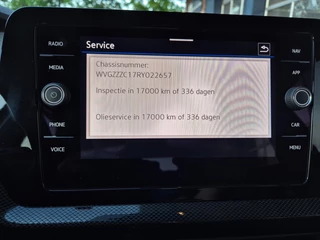 Service
RADIO
MEDIA
PHONE
VOICE
Chassisnummer:
WVGZZZC17RY022657
Inspectie in 17000 km of 336 dagen
Olieservice in 17000 km of 336 dagen
NAV
APP
CAR
MENU